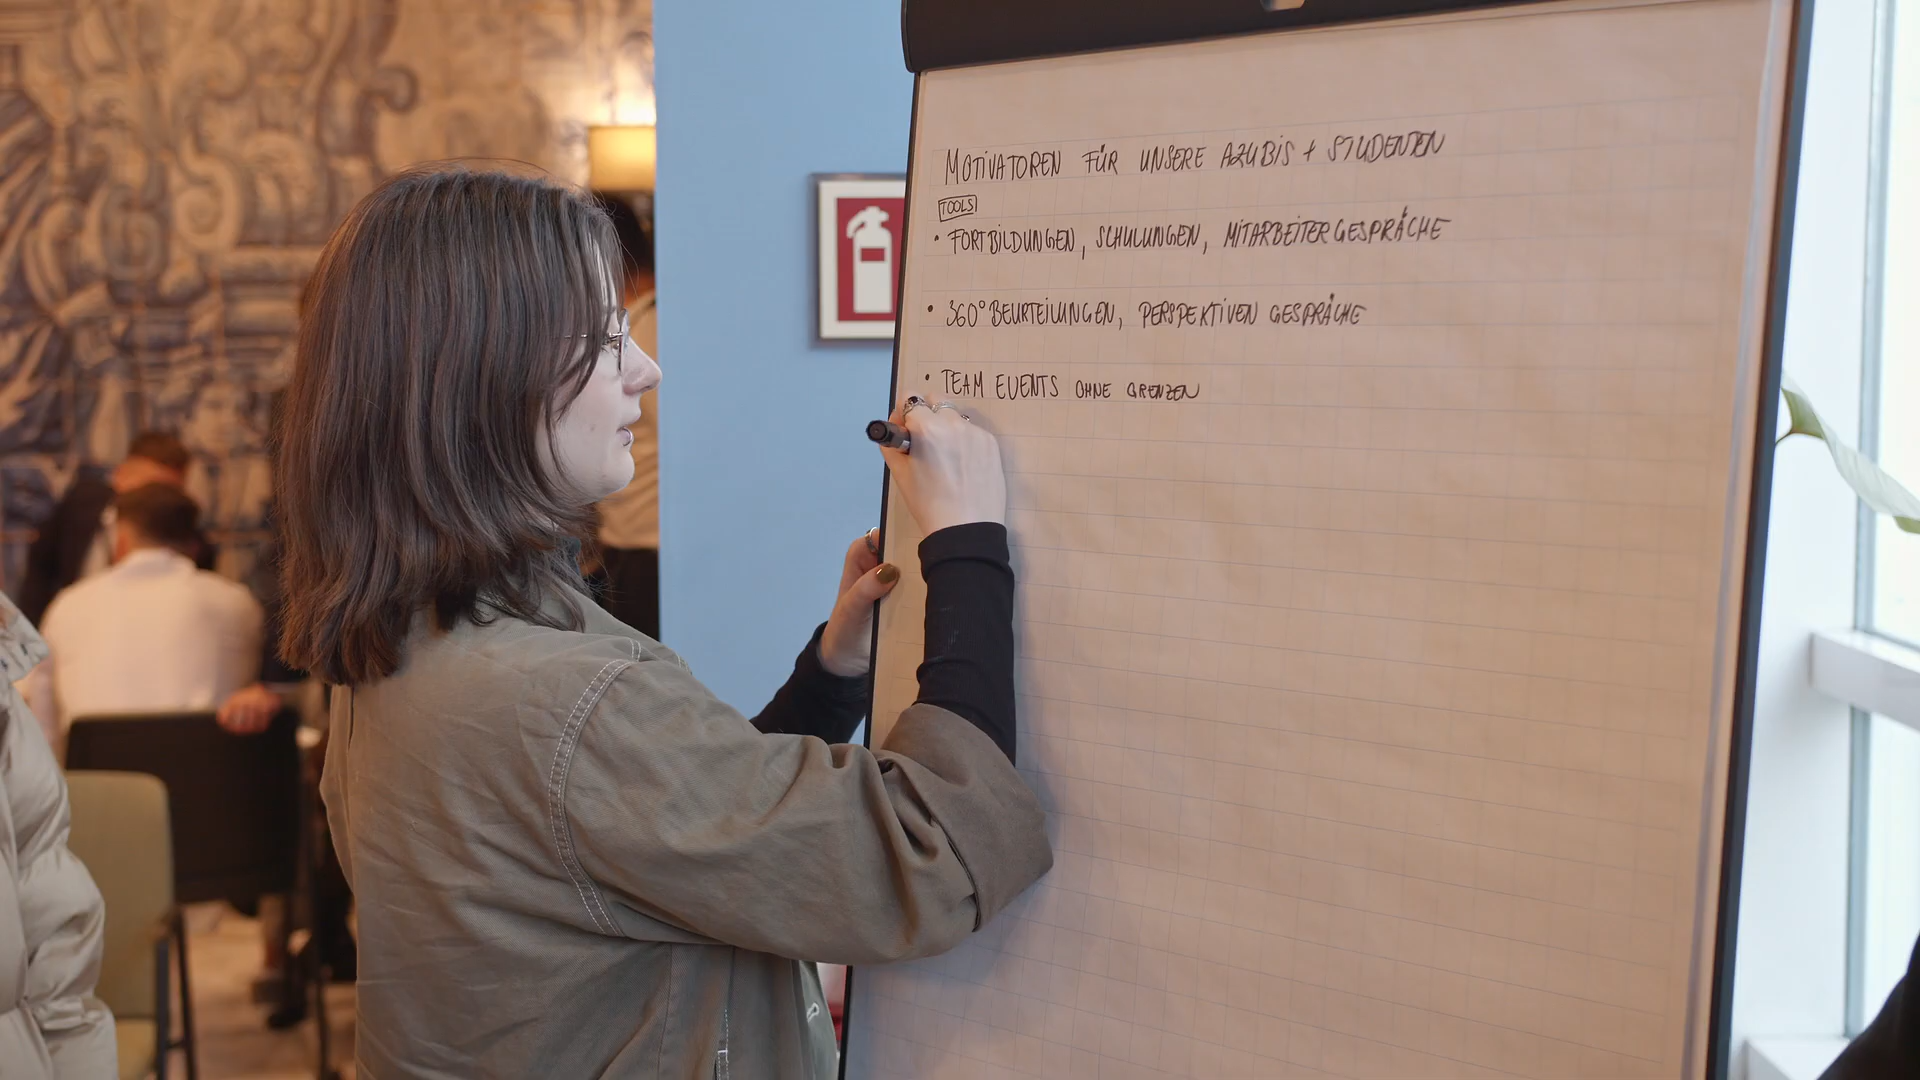 MOTIVATOREN FÜR UNSERE AZUBIS + STUDENTEN
TOOLS
• FORTBILDUNGEN, SCHULUNGEN, MITARBEITERGESPRÄCHE
• 360° BEURTEILUNGEN, PERSPEKTIVEN GESPRÄCHE
• TEAM EVENTS OHNE GRENZEN